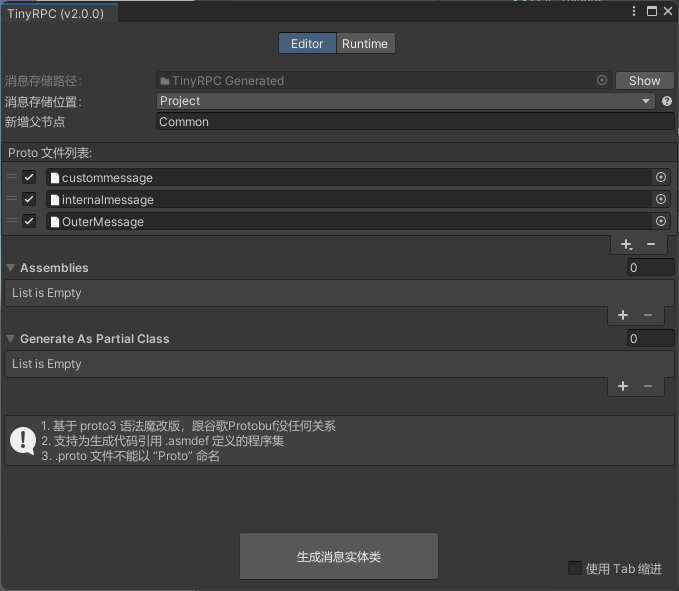 TinyRPC (v2.0.0)
Editor Runtime
消息存储路径: TinyRPC Generated Show
消息存储位置: Project
新增父节点 Common
Proto 文件列表:
custommessage
internalmessage
OuterMessage
Assemblies 0
List is Empty
Generate As Partial Class 0
List is Empty
1. 基于 proto3 语法魔改版，跟谷歌Protobuf没任何关系
2. 支持为生成代码引用 .asmdef 定义的程序集
3. .proto 文件不能以 “Proto” 命名
生成消息实体类
使用 Tab 缩进